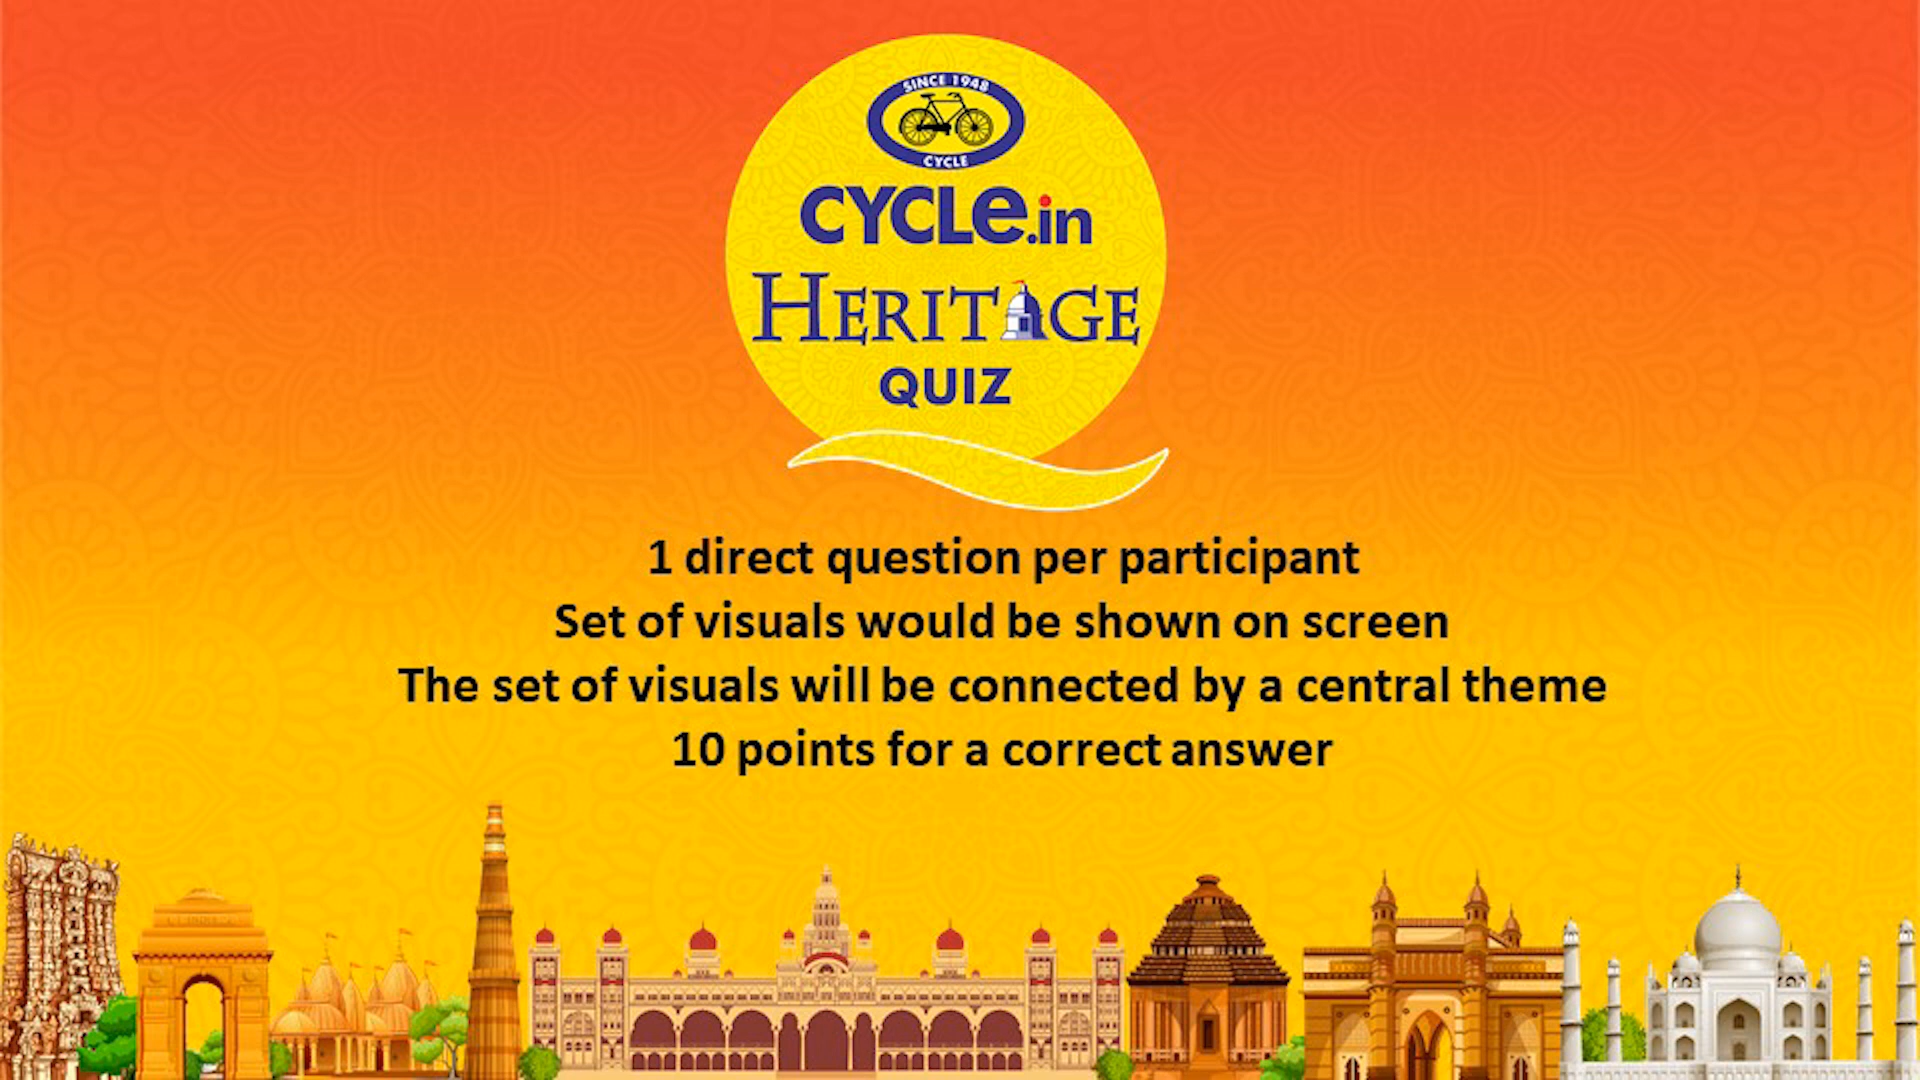 SINCE 1948
CYCLE
CYCLe.in
HERITAGE
QUIZ
1 direct question per participant
Set of visuals would be shown on screen
The set of visuals will be connected by a central theme
10 points for a correct answer